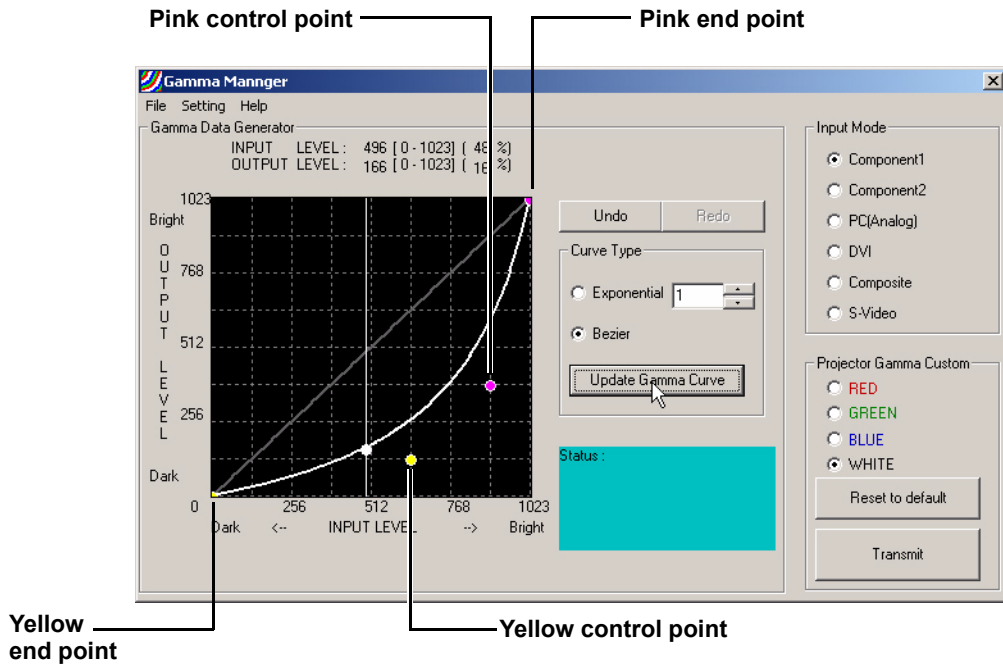 Pink control point
Pink end point
Gamma Mannger
File Setting Help
Gamma Data Generator
INPUT LEVEL : 496 [ 0 - 1023] ( 48 %)
OUTPUT LEVEL : 166 [ 0 - 1023] ( 16 %)
1023
Bright
OUTPUT LEVEL
768
512
256
Dark
0 256 512 768 1023
Dark <-- INPUT LEVEL --> Bright
Undo
Redo
Curve Type
Exponential 1
Bezier
Update Gamma Curve
Status :
Input Mode
Component1
Component2
PC(Analog)
DVI
Composite
S-Video
Projector Gamma Custom
RED
GREEN
BLUE
WHITE
Reset to default
Transmit
Yellow
end point
Yellow control point